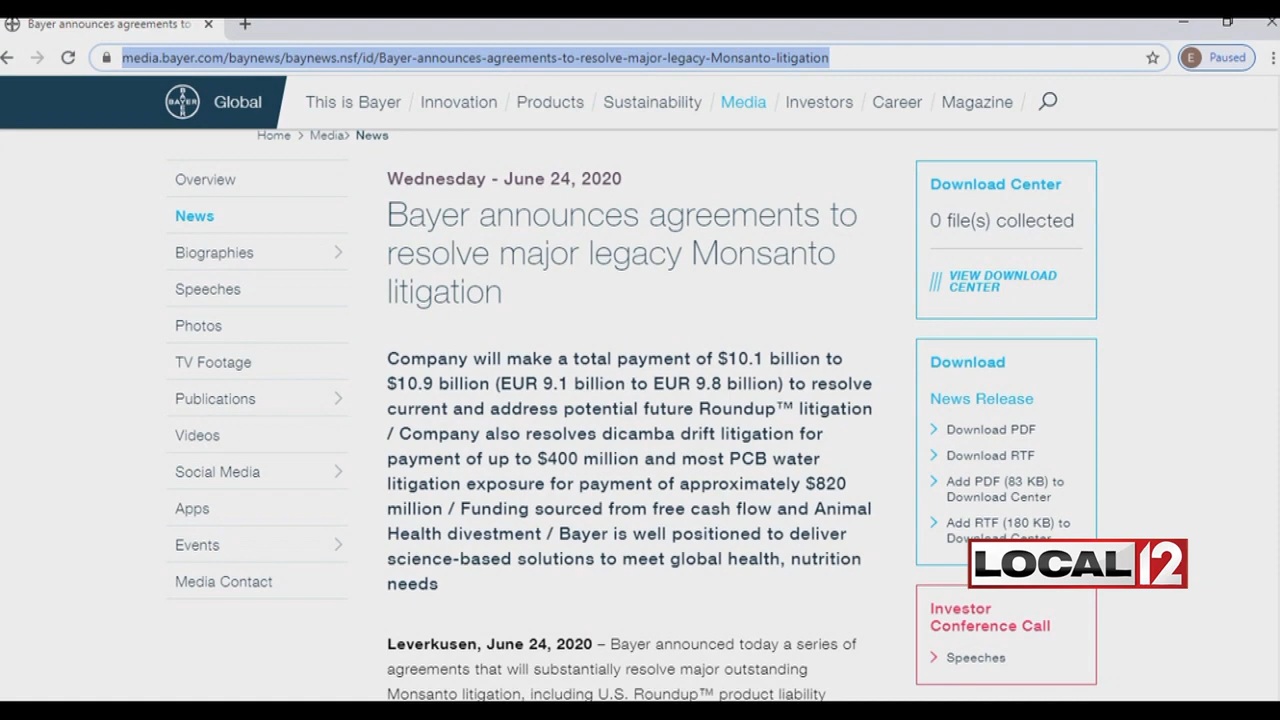 Bayer announces agreements to
media.bayer.com/baynews/baynews.nsf/id/Bayer-announces-agreements-to-resolve-major-legacy-Monsanto-litigation
E Paused
BAYER
BAYER
Global
This is Bayer / Innovation / Products / Sustainability / Media / Investors / Career / Magazine /
Home > Media> News
Overview
News
Biographies
Speeches
Photos
TV Footage
Publications
Videos
Social Media
Apps
Events
Media Contact
Wednesday - June 24, 2020
Bayer announces agreements to
resolve major legacy Monsanto
litigation
Company will make a total payment of $10.1 billion to
$10.9 billion (EUR 9.1 billion to EUR 9.8 billion) to resolve
current and address potential future Roundup™ litigation
/ Company also resolves dicamba drift litigation for
payment of up to $400 million and most PCB water
litigation exposure for payment of approximately $820
million / Funding sourced from free cash flow and Animal
Health divestment / Bayer is well positioned to deliver
science-based solutions to meet global health, nutrition
needs
Leverkusen, June 24, 2020 – Bayer announced today a series of
agreements that will substantially resolve major outstanding
Monsanto litigation, including U.S. Roundup™ product liability
Download Center
0 file(s) collected
VIEW DOWNLOAD
CENTER
Download
News Release
Download PDF
Download RTF
Add PDF (83 KB) to
Download Center
Add RTF (180 KB) to
Download Center
LOCAL 12
Investor
Conference Call
Speeches